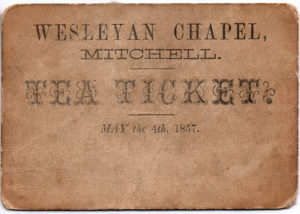 WESLEYAN CHAPEL,
MITCHELL.
TEA TICKET.
MAY the 4th, 1857.